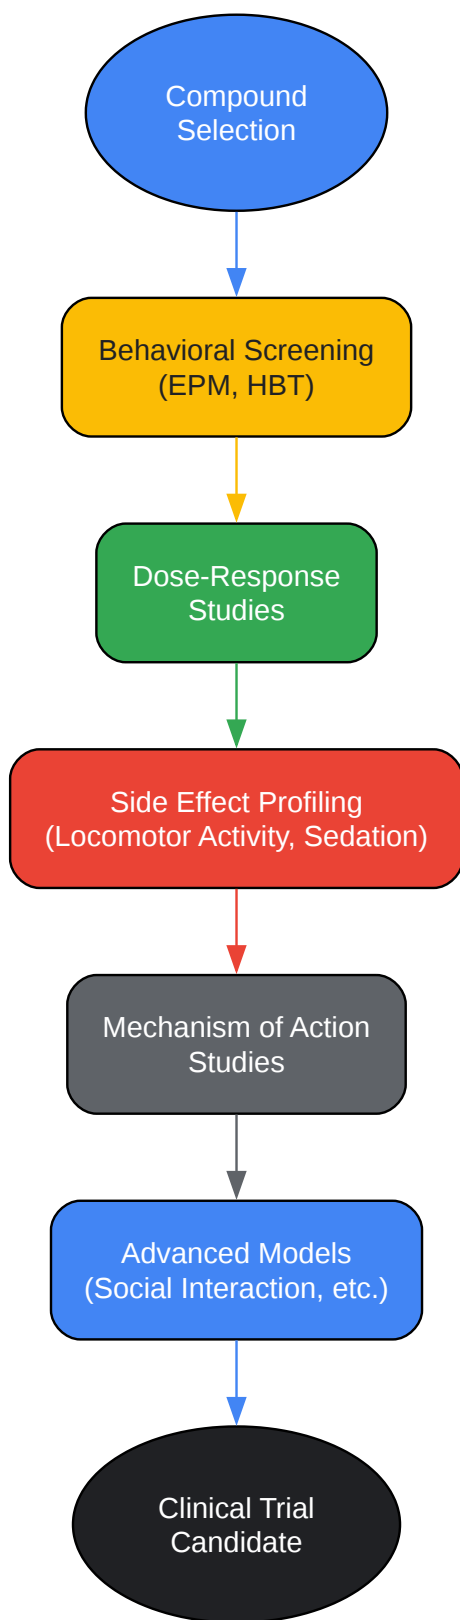 Compound
Selection
Behavioral Screening
(EPM, HBT)
Dose-Response
Studies
Side Effect Profiling
(Locomotor Activity, Sedation)
Mechanism of Action
Studies
Advanced Models
(Social Interaction, etc.)
Clinical Trial
Candidate